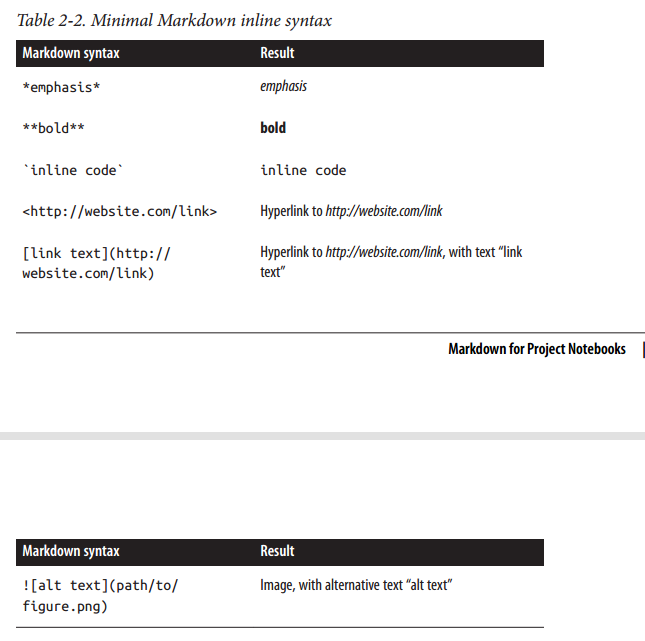 Table 2-2. Minimal Markdown inline syntax
Markdown syntax Result
*emphasis* emphasis
**bold** bold
`inline code` inline code
<http://website.com/link> Hyperlink to http://website.com/link
[link text](http:// Hyperlink to http://website.com/link, with text “link
website.com/link) text”
Markdown for Project Notebooks
Markdown syntax Result
![alt text](path/to/ Image, with alternative text “alt text”
figure.png)